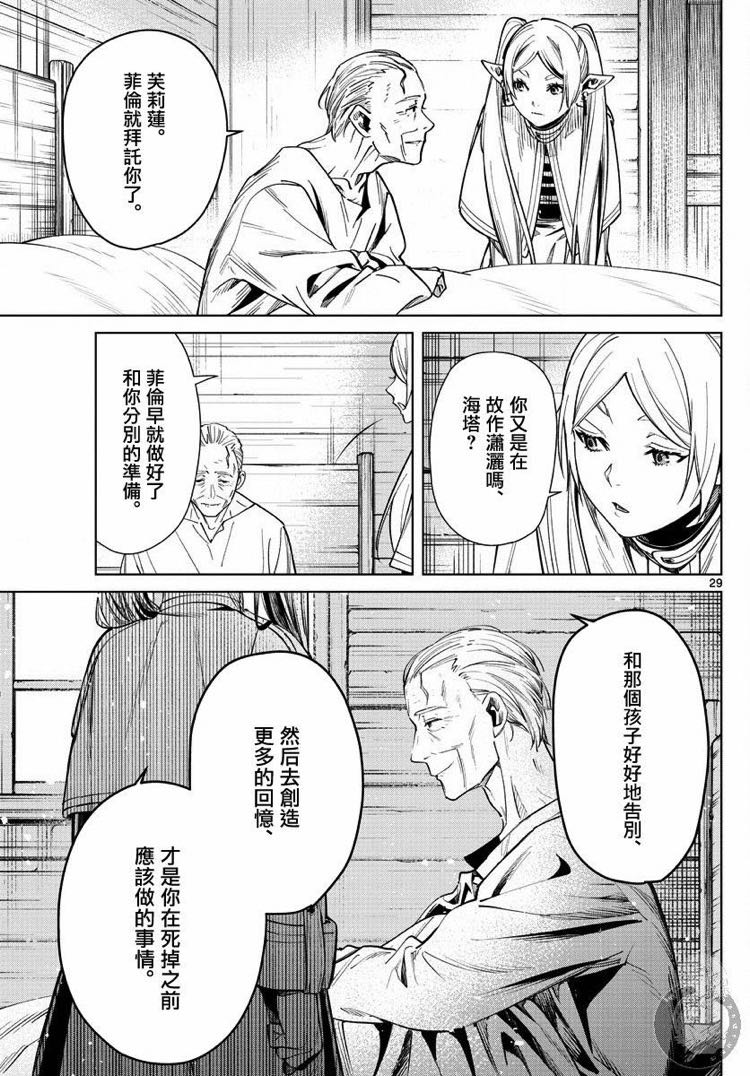 芙莉蓮。
菲倫就拜託你了。
你又是在
故作瀟灑嗎、
海塔？
菲倫早就做好了
和你分別的準備。
29
和那個孩子好好地告別、
然后去創造
更多的回憶、
才是你在死掉之前
應該做的事情。